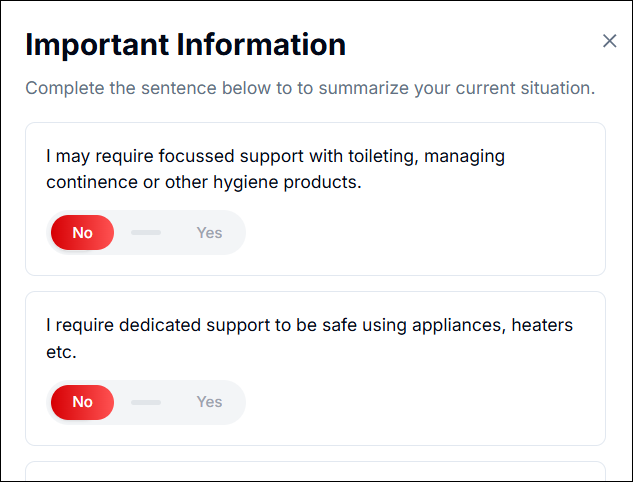 Important Information
Complete the sentence below to to summarize your current situation.
I may require focussed support with toileting, managing
continence or other hygiene products.
No Yes
I require dedicated support to be safe using appliances, heaters
etc.
No Yes